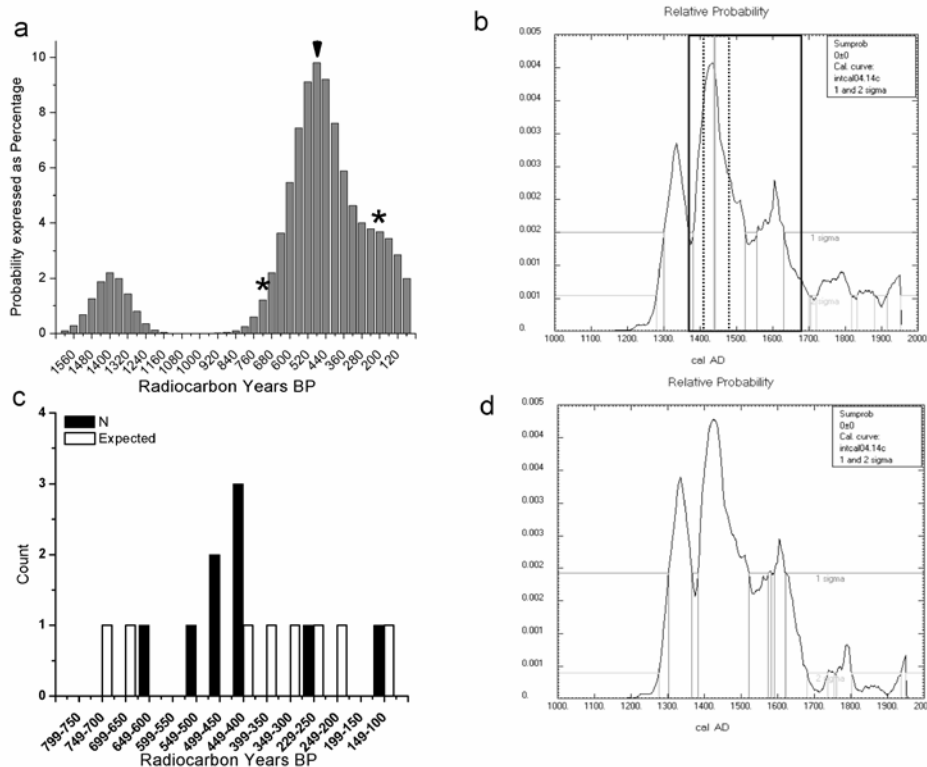 a
Probability expressed as Percentage
10
8
6
4
2
0
*
*
1560
1480
1400
1320
1240
1160
1080
1000
920
840
760
680
600
520
440
360
280
200
120
Radiocarbon Years BP
b
Relative Probability
0.005
0.004
0.003
0.002
0.001
0.
Sumprob
0±0
Cal. curve:
intcal04.14c
1 and 2 sigma
1 sigma
2 sigma
1000 1100 1200 1300 1400 1500 1600 1700 1800 1900 2000
cal AD
c
N
Expected
Count
4
3
2
1
0
799-750
749-700
699-650
649-600
599-550
549-500
499-450
449-400
399-350
349-300
229-250
249-200
199-150
149-100
Radiocarbon Years BP
d
Relative Probability
0.005
0.004
0.003
0.002
0.001
0.
Sumprob
0±0
Cal. curve:
intcal04.14c
1 and 2 sigma
1 sigma
2 sigma
1000 1100 1200 1300 1400 1500 1600 1700 1800 1900 200
cal AD